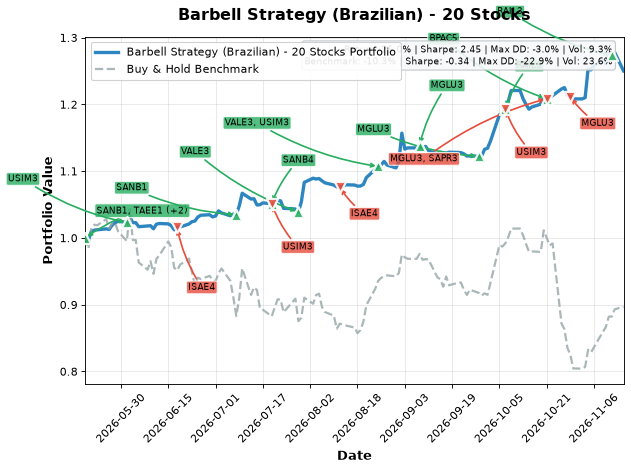 Barbell Strategy (Brazilian) - 20 Stocks
RAIL3
BPAC5
Barbell Strategy (Brazilian) - 20 Stocks Portfolio
Buy & Hold Benchmark
% | Sharpe: 2.45 | Max DD: -3.0% | Vol: 9.3%
Benchmark: -10.3% Sharpe: -0.34 | Max DD: -22.9% | Vol: 23.6%
MGLU3
VALE3, USIM3
MGLU3
MGLU3
VALE3
SANB4
MGLU3, SAPR3
USIM3
USIM3
SANB1
SANB1, TAEE1 (+2)
ISAE4
USIM3
ISAE4
Portfolio Value
1.3
1.2
1.1
1.0
0.9
0.8
2026-05-30
2026-06-15
2026-07-01
2026-07-17
2026-08-02
2026-08-18
2026-09-03
2026-09-19
2026-10-05
2026-10-21
2026-11-06
Date